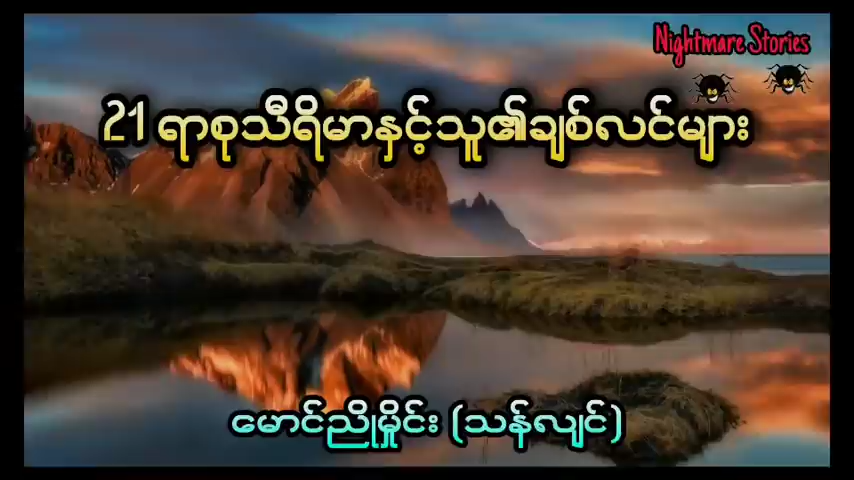 Nightmare Stories
21 ရာစုသီရိမာနှင့်သူ၏ချစ်လင်များ
မောင်ညိုမှိုင်း (သန်လျင်)